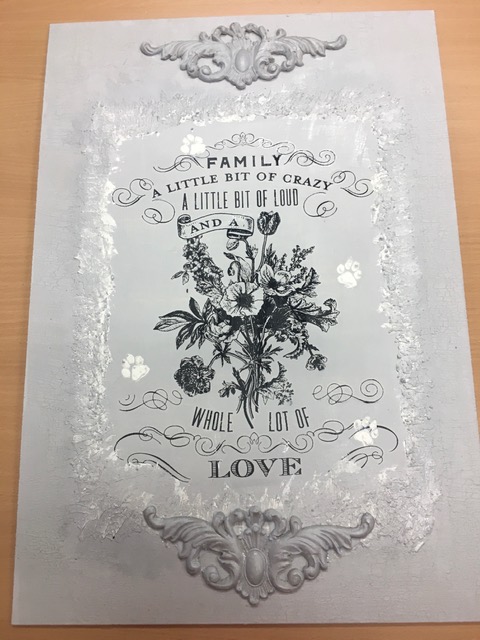 FAMILY
A LITTLE BIT OF CRAZY
A LITTLE BIT OF LOUD
AND A
WHOLE LOT OF
LOVE